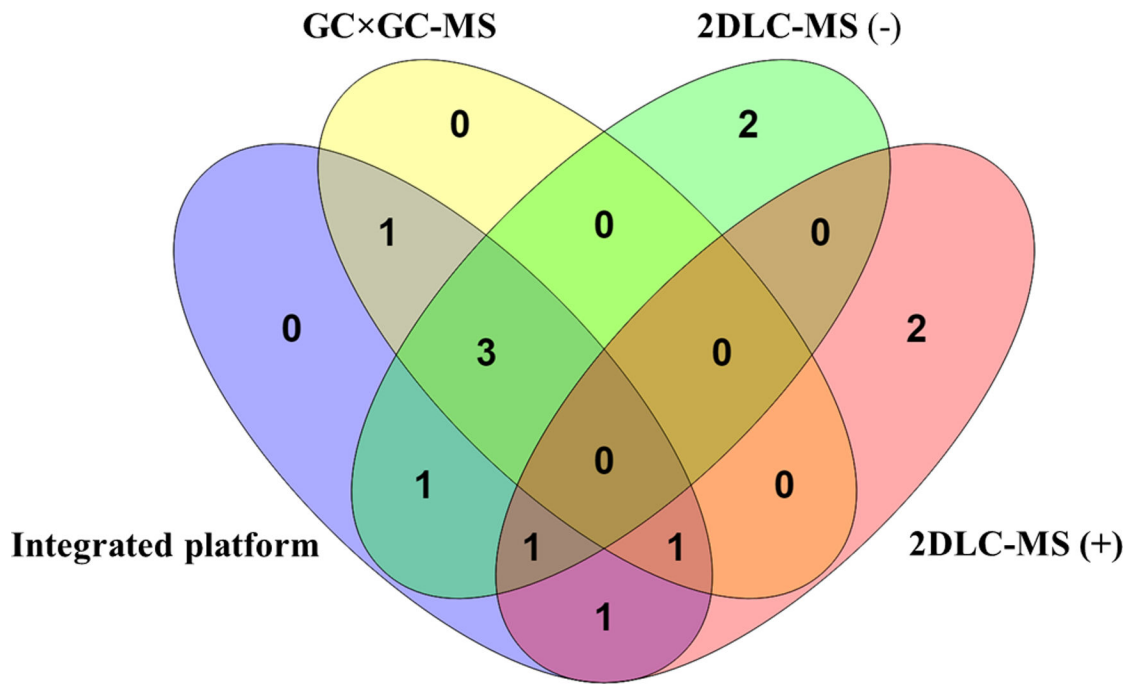 GC×GC-MS 2DLC-MS (-)
0 2
1 0 0
0 2
3 0
0
1 0
Integrated platform 1 1 2DLC-MS (+)
1